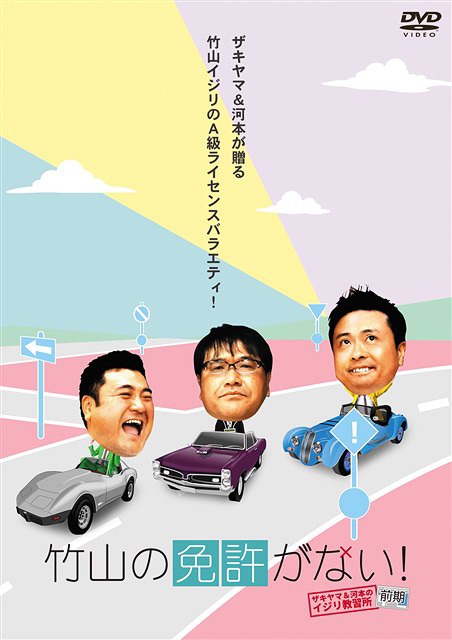 DVD
VIDEO
ザキヤマ&河本が贈る
竹山イジリのA級ライセンスバラエティ!
!
竹山の免許がない!
ザキヤマ&河本の
イジリ教習所
前期